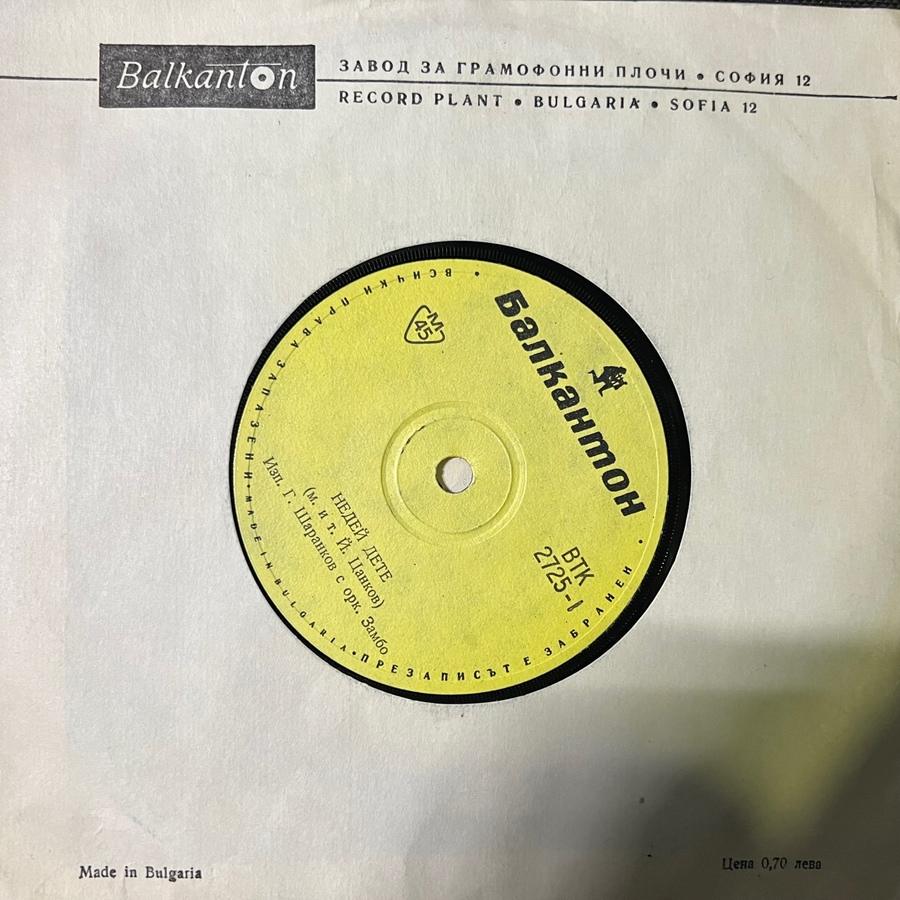 Balkanton
ЗАВОД ЗА ГРАМОФОННИ ПЛОЧИ • СОФИЯ 12
RECORD PLANT • BULGARIA • SOFIA 12
• ВСИЧКИ ПРАВА ЗАПАЗЕНИ • MADE IN BULGARIA • ПРЕЗАПИСЪТ Е ЗАБРАНЕН •
Балкантон
М
45
ВТК
2725-I
НЕДЕЙ ДЕТЕ
(м. и т. Й. Цанков)
Изп. Г. Шаранков с орк. Замбо
Made in Bulgaria
Цена 0,70 лева